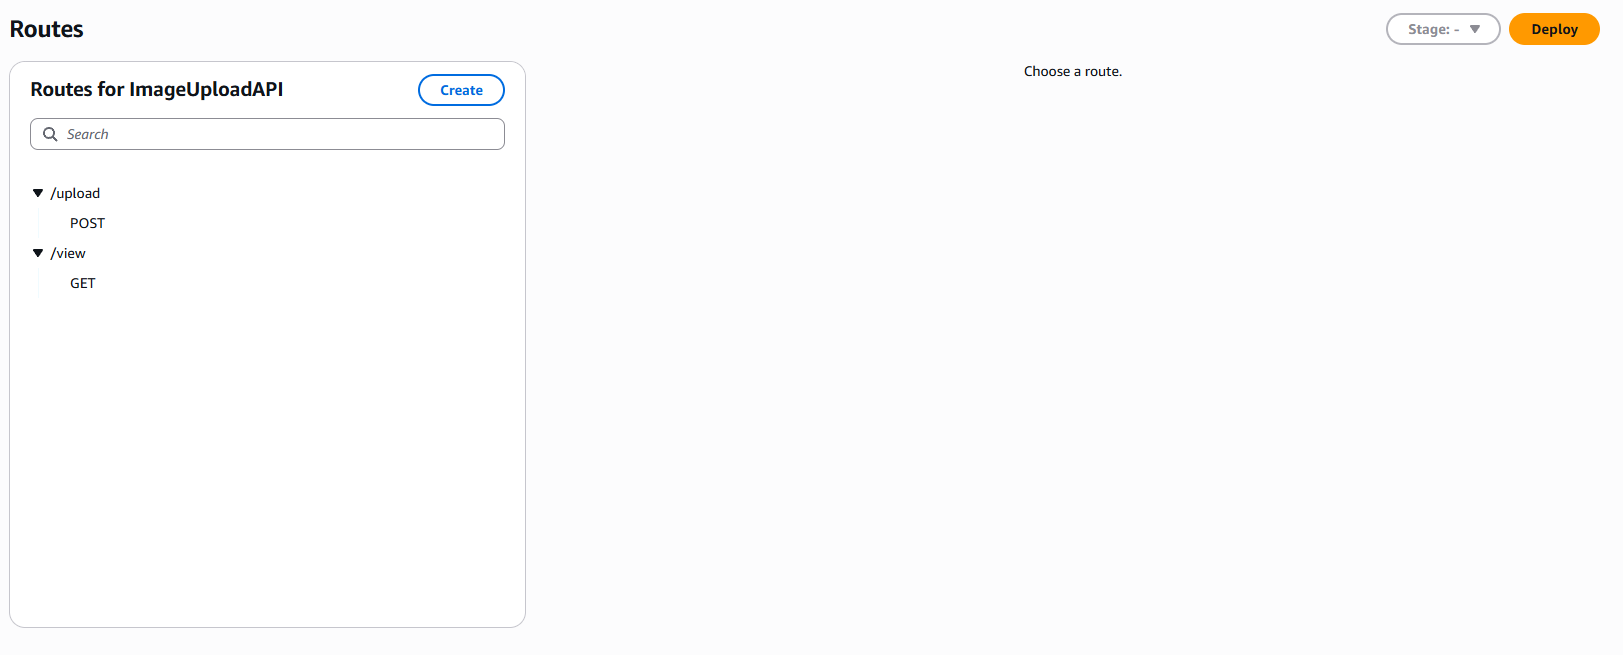 Routes
Stage: -
Deploy
Routes for ImageUploadAPI
Create
Search
/upload
POST
/view
GET
Choose a route.